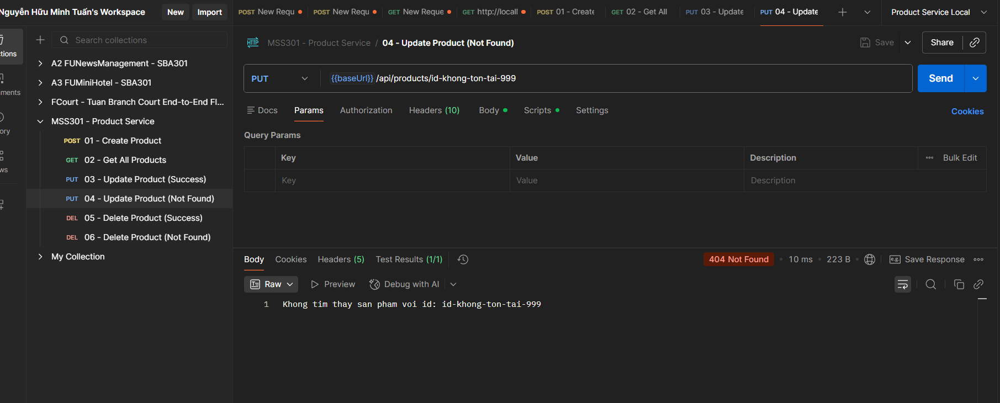 Nguyễn Hữu Minh Tuấn's Workspace New Import
POST New Requ POST New Requ GET New Reque GET http://locall POST 01 - Create GET 02 - Get All PUT 03 - Update PUT 04 - Update Product Service Local
Search collections
A2 FUNewsManagement - SBA301
A3 FUMiniHotel - SBA301
FCourt - Tuan Branch Court End-to-End Fl...
MSS301 - Product Service
POST 01 - Create Product
GET 02 - Get All Products
PUT 03 - Update Product (Success)
PUT 04 - Update Product (Not Found)
DEL 05 - Delete Product (Success)
DEL 06 - Delete Product (Not Found)
My Collection
HTTP MSS301 - Product Service / 04 - Update Product (Not Found) Save Share
PUT {{baseUrl}}/api/products/id-khong-ton-tai-999 Send
Docs Params Authorization Headers (10) Body Scripts Settings Cookies
Query Params
Key Value Description Bulk Edit
Key Value Description
Body Cookies Headers (5) Test Results (1/1) 404 Not Found 10 ms 223 B e.g. Save Response
Raw Preview Debug with AI
1 Khong tim thay san pham voi id: id-khong-ton-tai-999